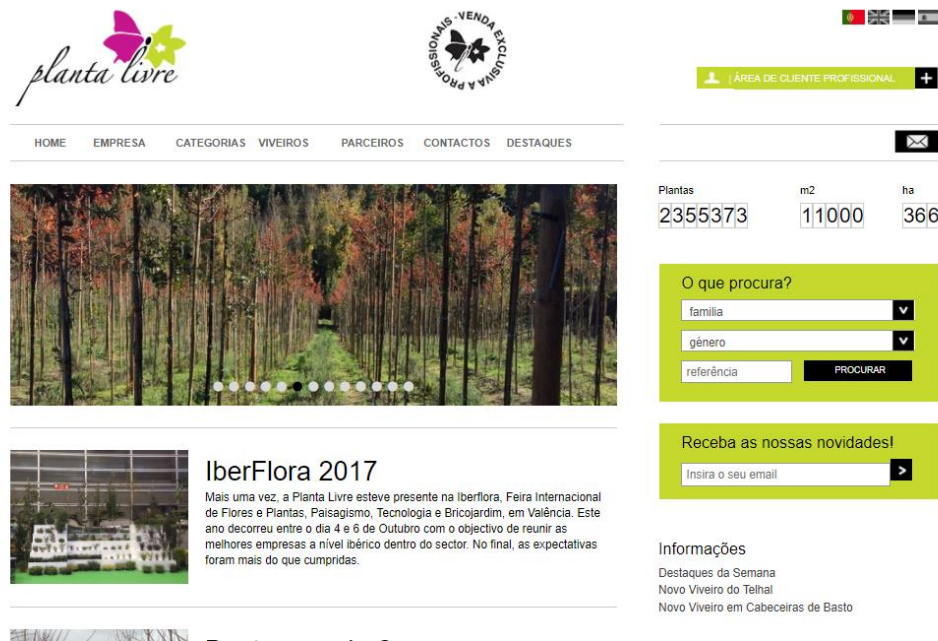 planta livre
VENDA EXCLUSIVA A PROFISSIONAIS
| ÁREA DE CLIENTE PROFISSIONAL
HOME EMPRESA CATEGORIAS VIVEIROS PARCEIROS CONTACTOS DESTAQUES
Plantas m2 ha
2355373 11000 366
O que procura?
familia
género
referência PROCURAR
Receba as nossas novidades!
Insira o seu email
IberFlora 2017
Mais uma vez, a Planta Livre esteve presente na Iberflora, Feira Internacional
de Flores e Plantas, Paisagismo, Tecnologia e Bricojardim, em Valência. Este
ano decorreu entre o dia 4 e 6 de Outubro com o objectivo de reunir as
melhores empresas a nível ibérico dentro do sector. No final, as expectativas
foram mais do que cumpridas.
Informações
Destaques da Semana
Novo Viveiro do Telhal
Novo Viveiro em Cabeceiras de Basto